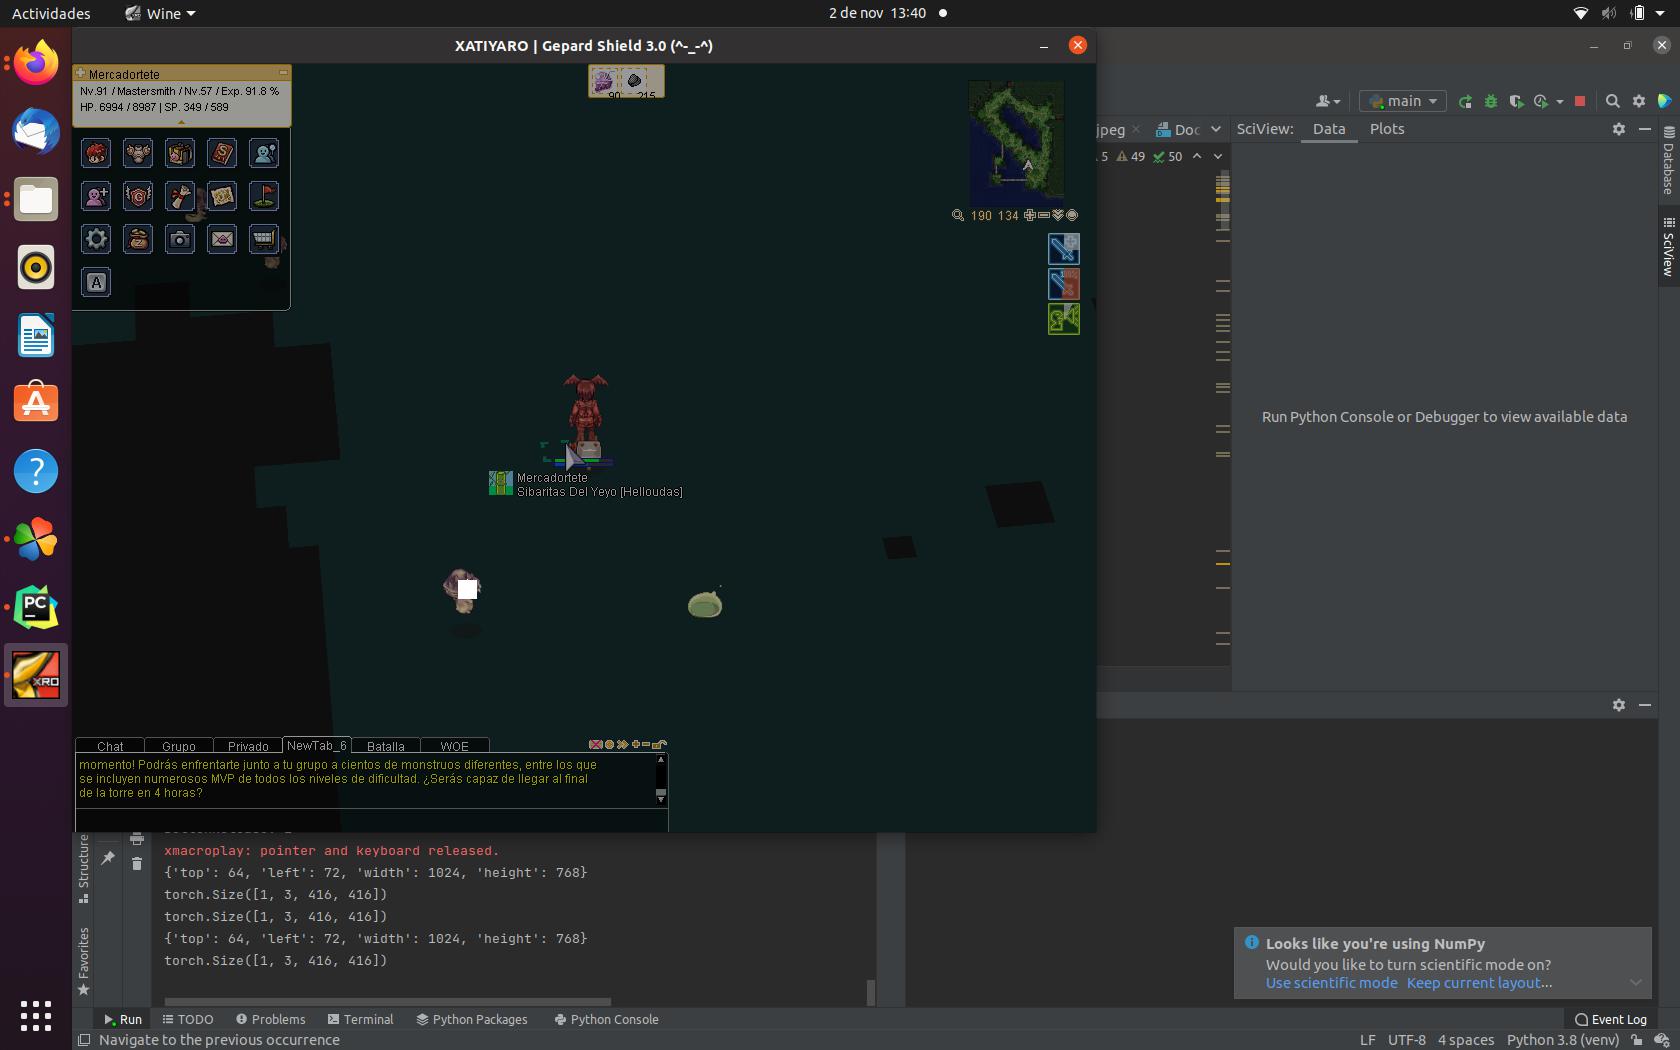 Actividades
Wine
2 de nov 13:40
XATIYARO | Gepard Shield 3.0 (^-_-^)
Mercadortete
Nv.91 / Mastersmith / Nv.57 / Exp. 91.8 %
HP. 6994 / 8987 | SP. 349 / 589
90
215
190 134
Mercadortete
Sibaritas Del Yeyo [Helloudas]
Chat
Grupo
Privado
NewTab_6
Batalla
WOE
momento! Podrás enfrentarte junto a tu grupo a cientos de monstruos diferentes, entre los que
se incluyen numerosos MVP de todos los niveles de dificultad. ¿Serás capaz de llegar al final
de la torre en 4 horas?
main
jpeg
Doc
SciView:
Data
Plots
5
49
50
Database
SciView
Run Python Console or Debugger to view available data
xmacroplay: pointer and keyboard released.
{'top': 64, 'left': 72, 'width': 1024, 'height': 768}
torch.Size([1, 3, 416, 416])
torch.Size([1, 3, 416, 416])
{'top': 64, 'left': 72, 'width': 1024, 'height': 768}
torch.Size([1, 3, 416, 416])
Structure
Favorites
Looks like you're using NumPy
Would you like to turn scientific mode on?
Use scientific mode Keep current layout...
Run
TODO
Problems
Terminal
Python Packages
Python Console
Event Log
Navigate to the previous occurrence
LF UTF-8 4 spaces Python 3.8 (venv)
PC
XRO
A